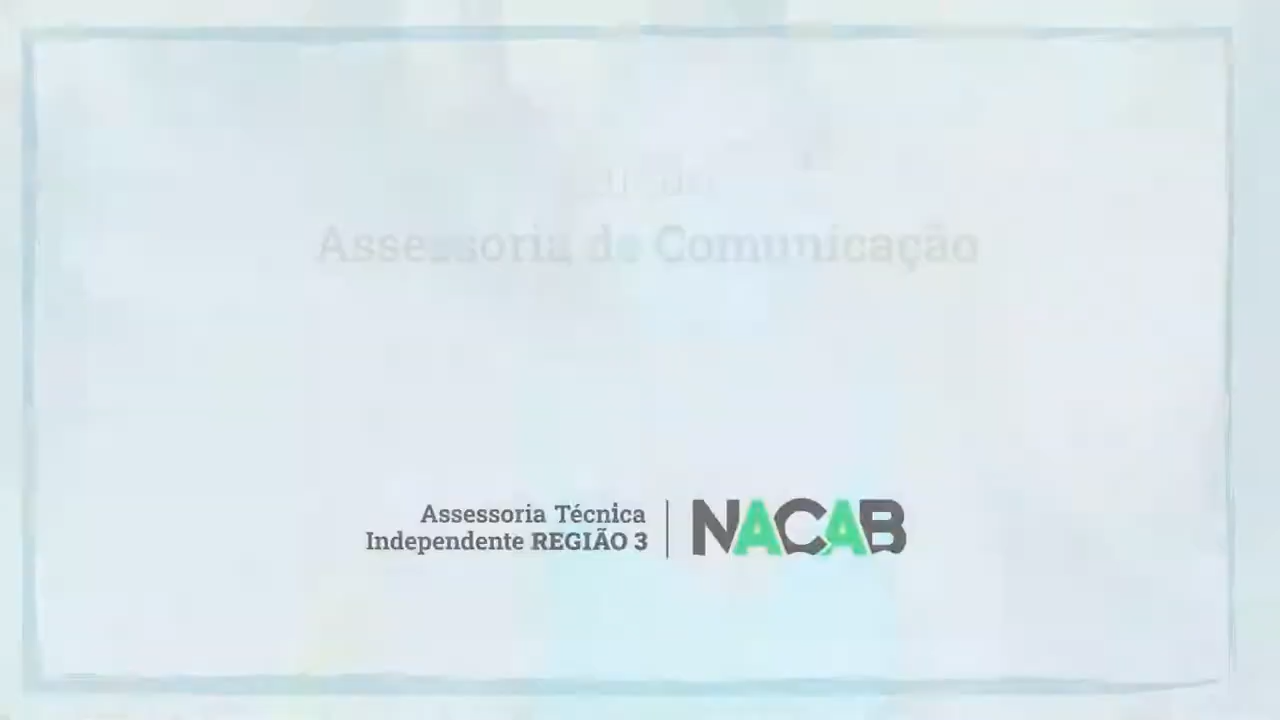 Assessoria de Comunicação
Assessoria Técnica
Independente REGIÃO 3
NACAB